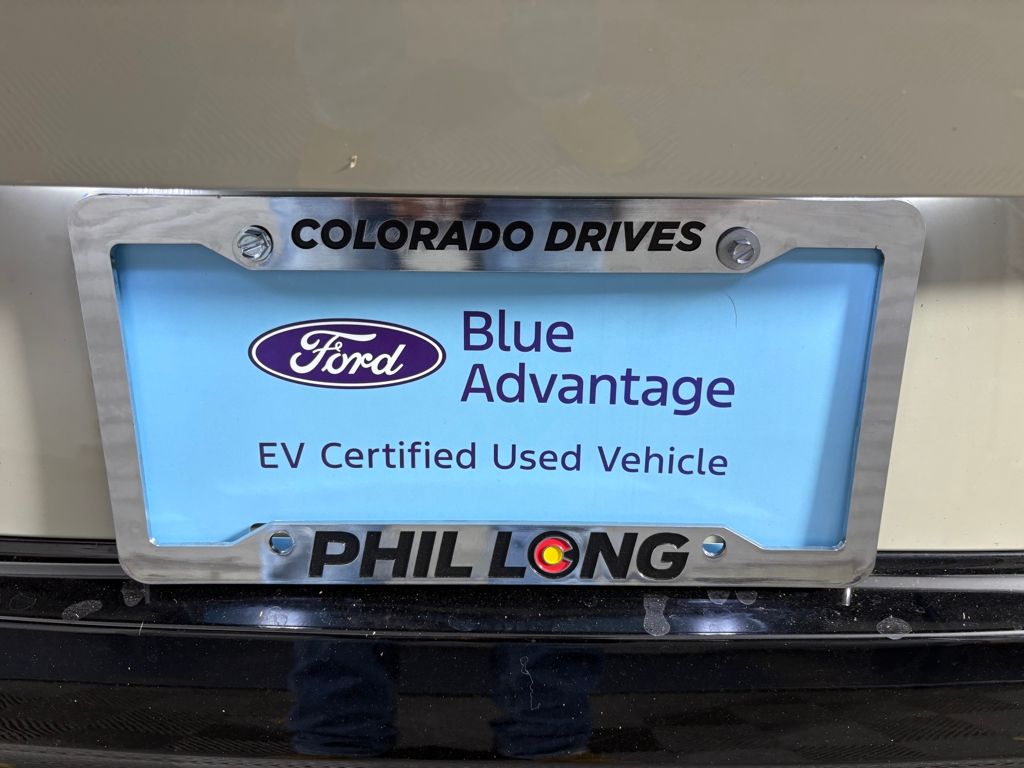 COLORADO DRIVES
Ford
Blue
Advantage
EV Certified Used Vehicle
PHIL LONG